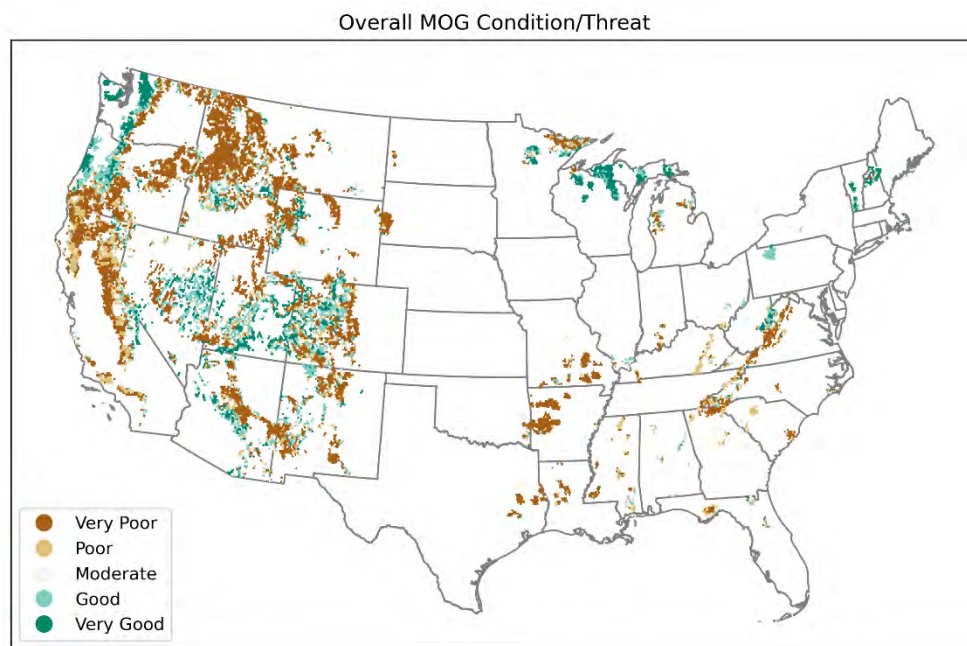 Overall MOG Condition/Threat
Very Poor
Poor
Moderate
Good
Very Good